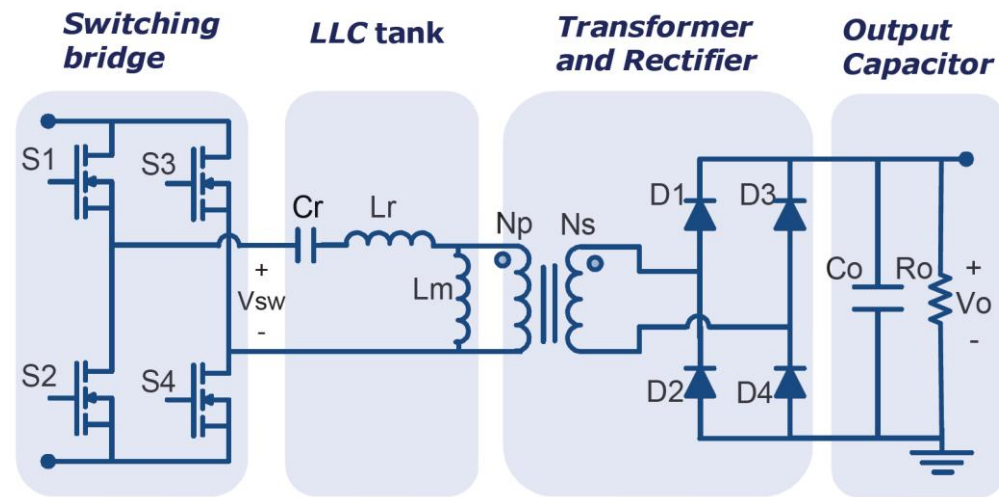 Switching
bridge
LLC tank
Transformer
and Rectifier
Output
Capacitor
S1
S3
Cr
Lr
Np
Ns
D1
D3
+
Vsw
-
Lm
Co
Ro
+
Vo
-
S2
S4
D2
D4